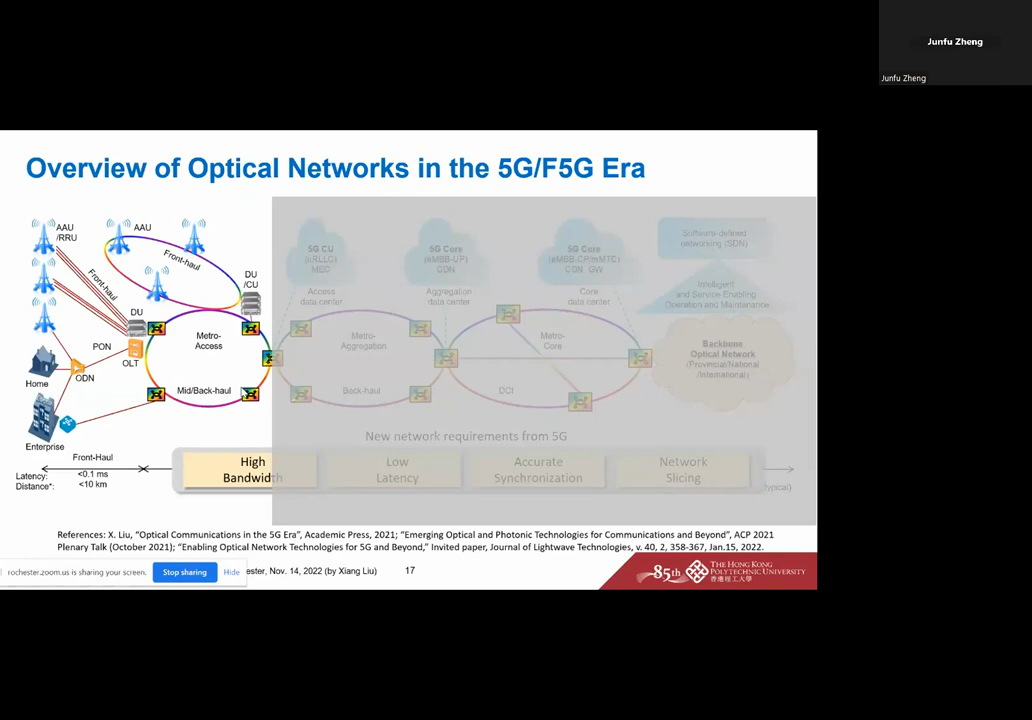 Junfu Zheng
Junfu Zheng
Overview of Optical Networks in the 5G/F5G Era
AAU
/RRU
AAU
Front-haul
Front-haul
DU
/CU
DU
PON
OLT
ODN
Home
Enterprise
Metro-
Access
Mid/Back-haul
5G CU
(uRLLC)
MEC
Access
data center
5G Core
(eMBB-UP)
CDN
Aggregation
data center
5G Core
(eMBB-CP/mMTC)
CDN GW
Core
data center
Software-defined
networking (SDN)
Intelligent
and Service-Enabling
Operation and Maintenance
Metro-
Aggregation
Back-haul
Metro-
Core
DCI
Backbone
Optical Network
(Provincial/National
/International)
New network requirements from 5G
High
Bandwidth
Low
Latency
Accurate
Synchronization
Network
Slicing
Front-Haul
Latency: <0.1 ms
Distance*: <10 km
typical)
References: X. Liu, "Optical Communications in the 5G Era", Academic Press, 2021; "Emerging Optical and Photonic Technologies for Communications and Beyond", ACP 2021
Plenary Talk (October 2021); "Enabling Optical Network Technologies for 5G and Beyond," Invited paper, Journal of Lightwave Technologies, v. 40, 2, 358-367, Jan.15, 2022.
rochester.zoom.us is sharing your screen. Stop sharing Hide
ester, Nov. 14, 2022 (by Xiang Liu) 17
85th
THE HONG KONG
POLYTECHNIC UNIVERSITY
香港理工大學